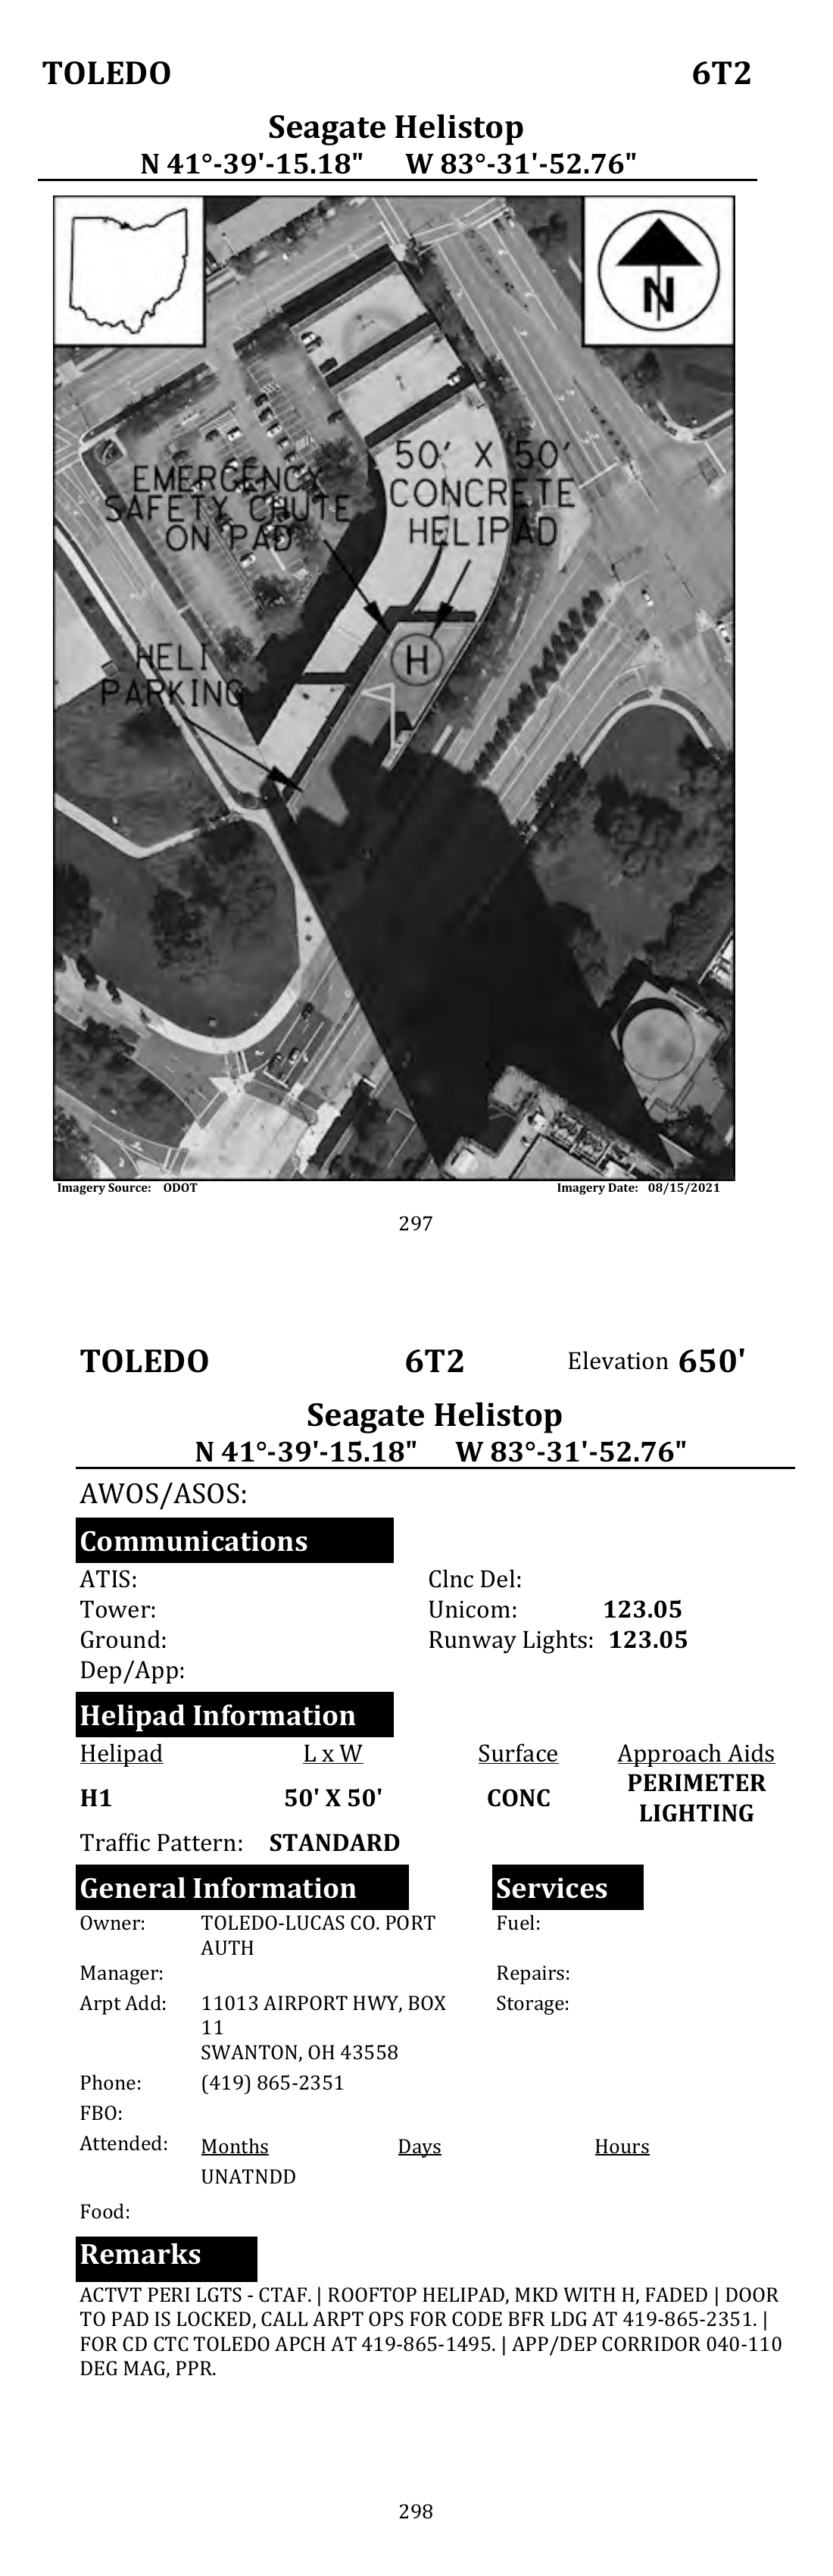 TOLEDO 6T2
Seagate Helistop
N 41°-39'-15.18" W 83°-31'-52.76"
N
EMERGENCY
SAFETY CHUTE
ON PAD
50' X 50'
CONCRETE
HELIPAD
H
HELI
PARKING
Imagery Source: ODOT Imagery Date: 08/15/2021
297
TOLEDO 6T2 Elevation 650'
Seagate Helistop
N 41°-39'-15.18" W 83°-31'-52.76"
AWOS/ASOS:
Communications
ATIS: Clnc Del:
Tower: Unicom: 123.05
Ground: Runway Lights: 123.05
Dep/App:
Helipad Information
Helipad L x W Surface Approach Aids
H1 50' X 50' CONC PERIMETER
LIGHTING
Traffic Pattern: STANDARD
General Information Services
Owner: TOLEDO-LUCAS CO. PORT Fuel:
AUTH
Manager: Repairs:
Arpt Add: 11013 AIRPORT HWY, BOX Storage:
11
SWANTON, OH 43558
Phone: (419) 865-2351
FBO:
Attended: Months Days Hours
UNATNDD
Food:
Remarks
ACTVT PERI LGTS - CTAF. | ROOFTOP HELIPAD, MKD WITH H, FADED | DOOR
TO PAD IS LOCKED, CALL ARPT OPS FOR CODE BFR LDG AT 419-865-2351. |
FOR CD CTC TOLEDO APCH AT 419-865-1495. | APP/DEP CORRIDOR 040-110
DEG MAG, PPR.
298